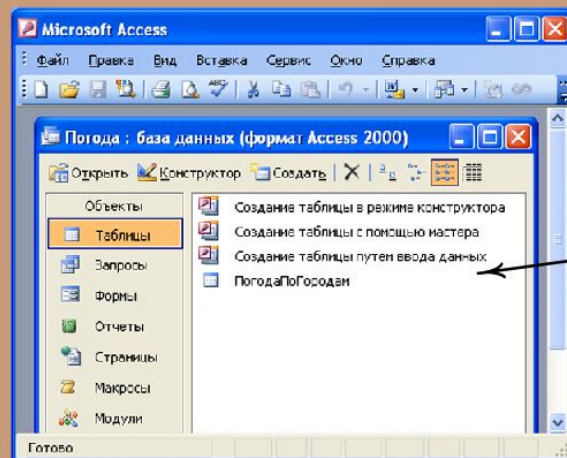 Microsoft Access
Файл Правка Вид Вставка Сервис Окно Справка
Погода : база данных (формат Access 2000)
Открыть Конструктор Создать
Объекты
Таблицы
Запросы
Формы
Отчеты
Страницы
Макросы
Модули
Создание таблицы в режиме конструктора
Создание таблицы с помощью мастера
Создание таблицы путем ввода данных
ПогодаПоГородам
Готово